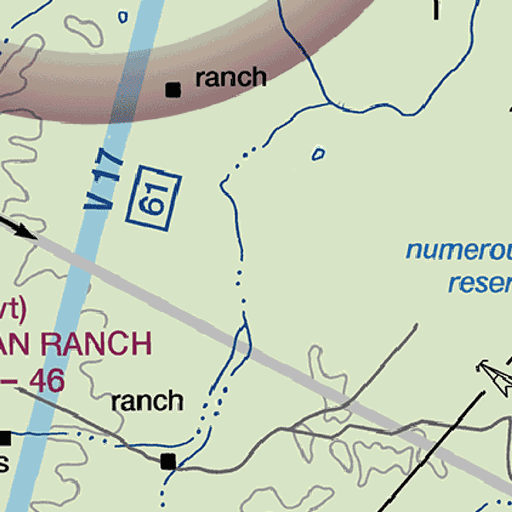 ranch
V 17
61
numerou
reser
vt)
AN RANCH
– 46
ranch
s